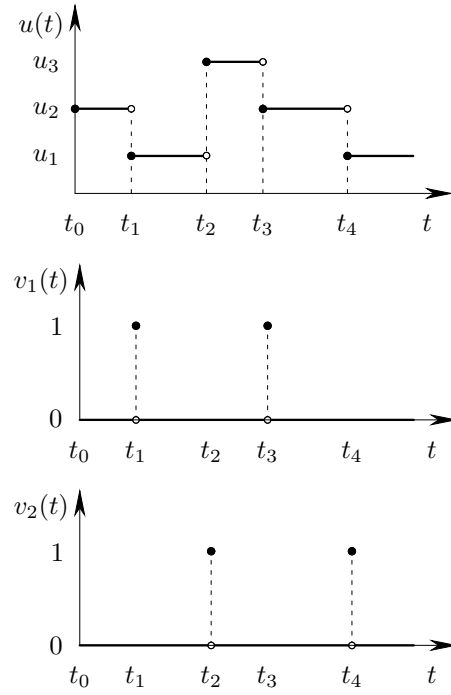 u(t)
u₃
u₂
u₁
t₀ t₁ t₂ t₃ t₄ t
v₁(t)
1
0
t₀ t₁ t₂ t₃ t₄ t
v₂(t)
1
0
t₀ t₁ t₂ t₃ t₄ t